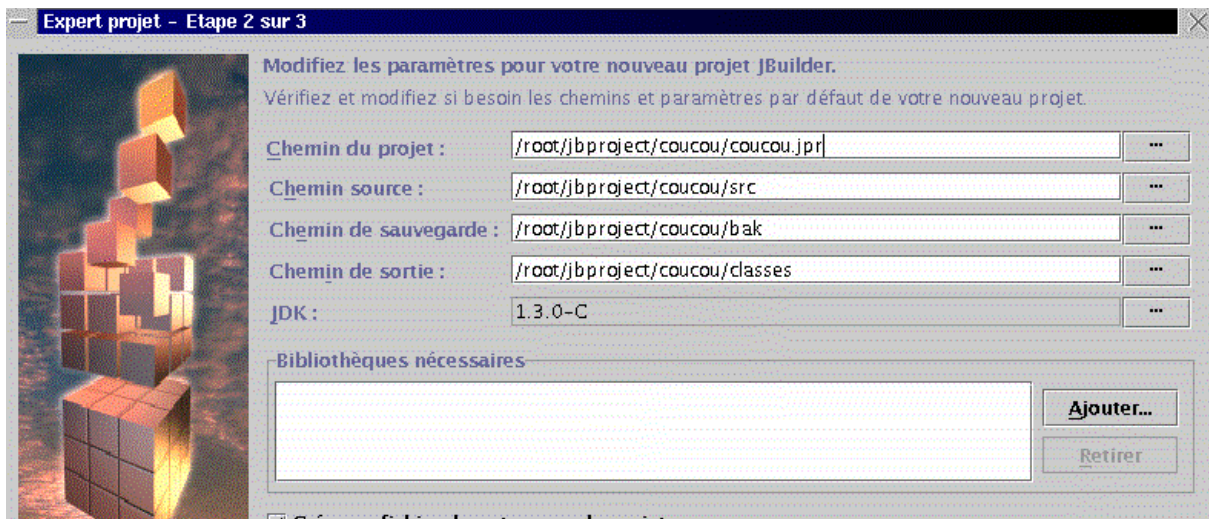 Expert projet - Etape 2 sur 3
Modifiez les paramètres pour votre nouveau projet JBuilder.
Vérifiez et modifiez si besoin les chemins et paramètres par défaut de votre nouveau projet.
Chemin du projet : /root/jbproject/coucou/coucou.jpr ...
Chemin source : /root/jbproject/coucou/src ...
Chemin de sauvegarde : /root/jbproject/coucou/bak ...
Chemin de sortie : /root/jbproject/coucou/classes ...
JDK : 1.3.0-C ...
Bibliothèques nécessaires
Ajouter...
Retirer